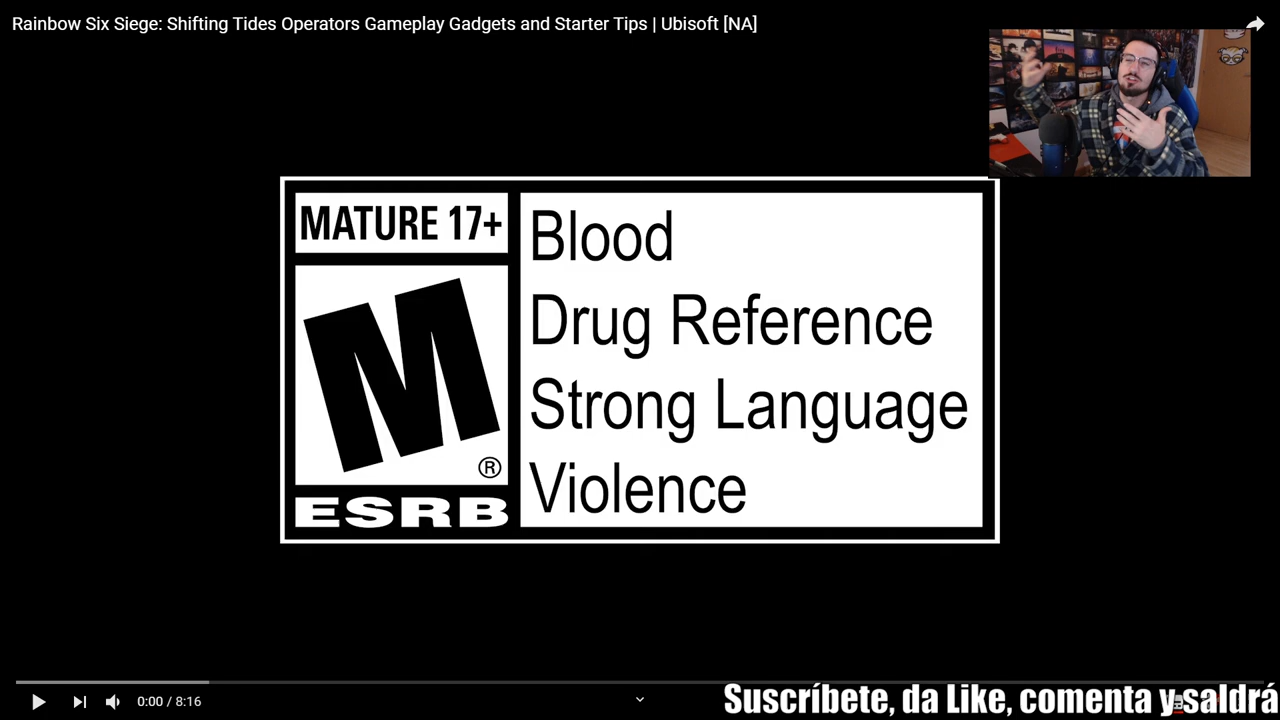 Rainbow Six Siege: Shifting Tides Operators Gameplay Gadgets and Starter Tips | Ubisoft [NA]
MATURE 17+
M
®
ESRB
Blood
Drug Reference
Strong Language
Violence
0:00 / 8:16
Suscríbete, da Like, comenta y saldrá